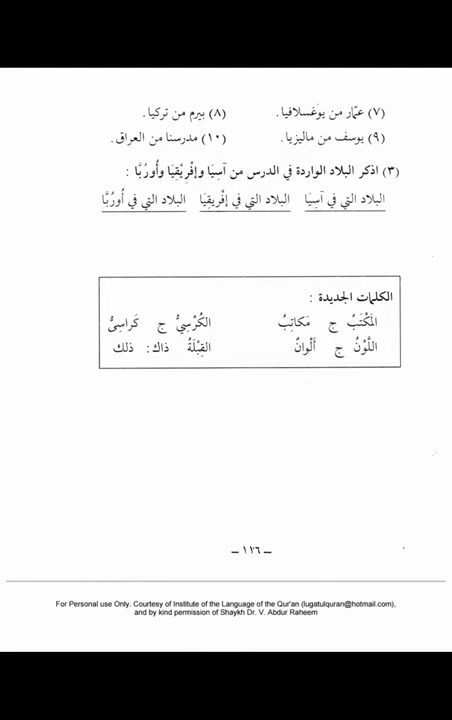 (٧) عمّار من يوغسلافيا . (٨) بيرم من تركيا .
(٩) يوسف من ماليزيا . (١٠) مدرسنا من العراق .
(٣) اذكر البلاد الواردة في الدرس من آسِيَا وإفْرِيْقِيَا وأُورُبَّا :
البلاد التي في آسِيَا البلاد التي في إفْرِيقِيَا البلاد التي في أُورُبَّا
الكلمات الجديدة :
المَكْتَبُ ج مَكاتِبُ الكُرْسِيُّ ج كَراسِىُّ
اللَّوْنُ ج أَلْوانٌ القِبْلَةُ ذاك : ذلك
– ١٢٦ –
For Personal use Only. Courtesy of Institute of the Language of the Qur'an (lugatulquran@hotmail.com),
and by kind permission of Shaykh Dr. V. Abdur Raheem